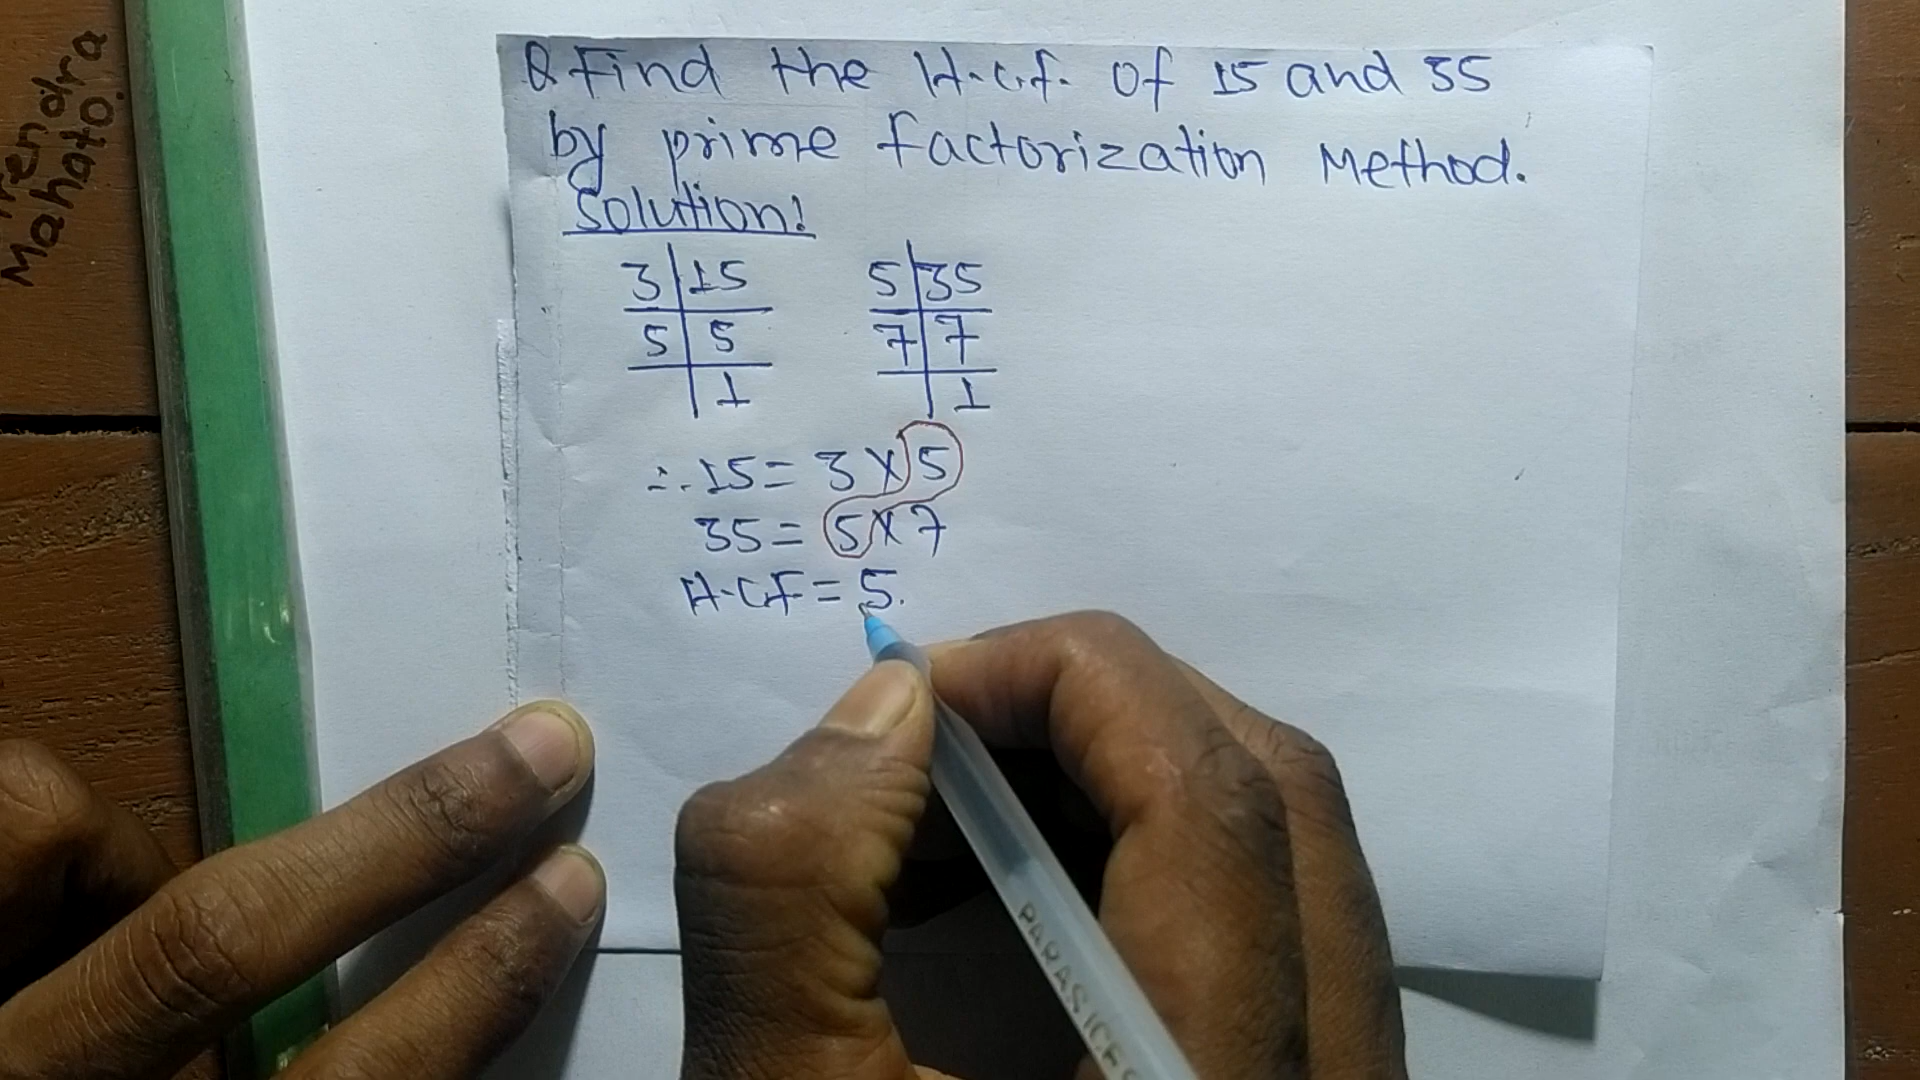 Q Find the H.C.F. of 15 and 35
by prime factorization Method.
Solution:
3 | 15
5 | 5
1
5 | 35
7 | 7
1
∴ 15 = 3 × 5
35 = 5 × 7
H.C.F = 5.
Mahato.
PARAS